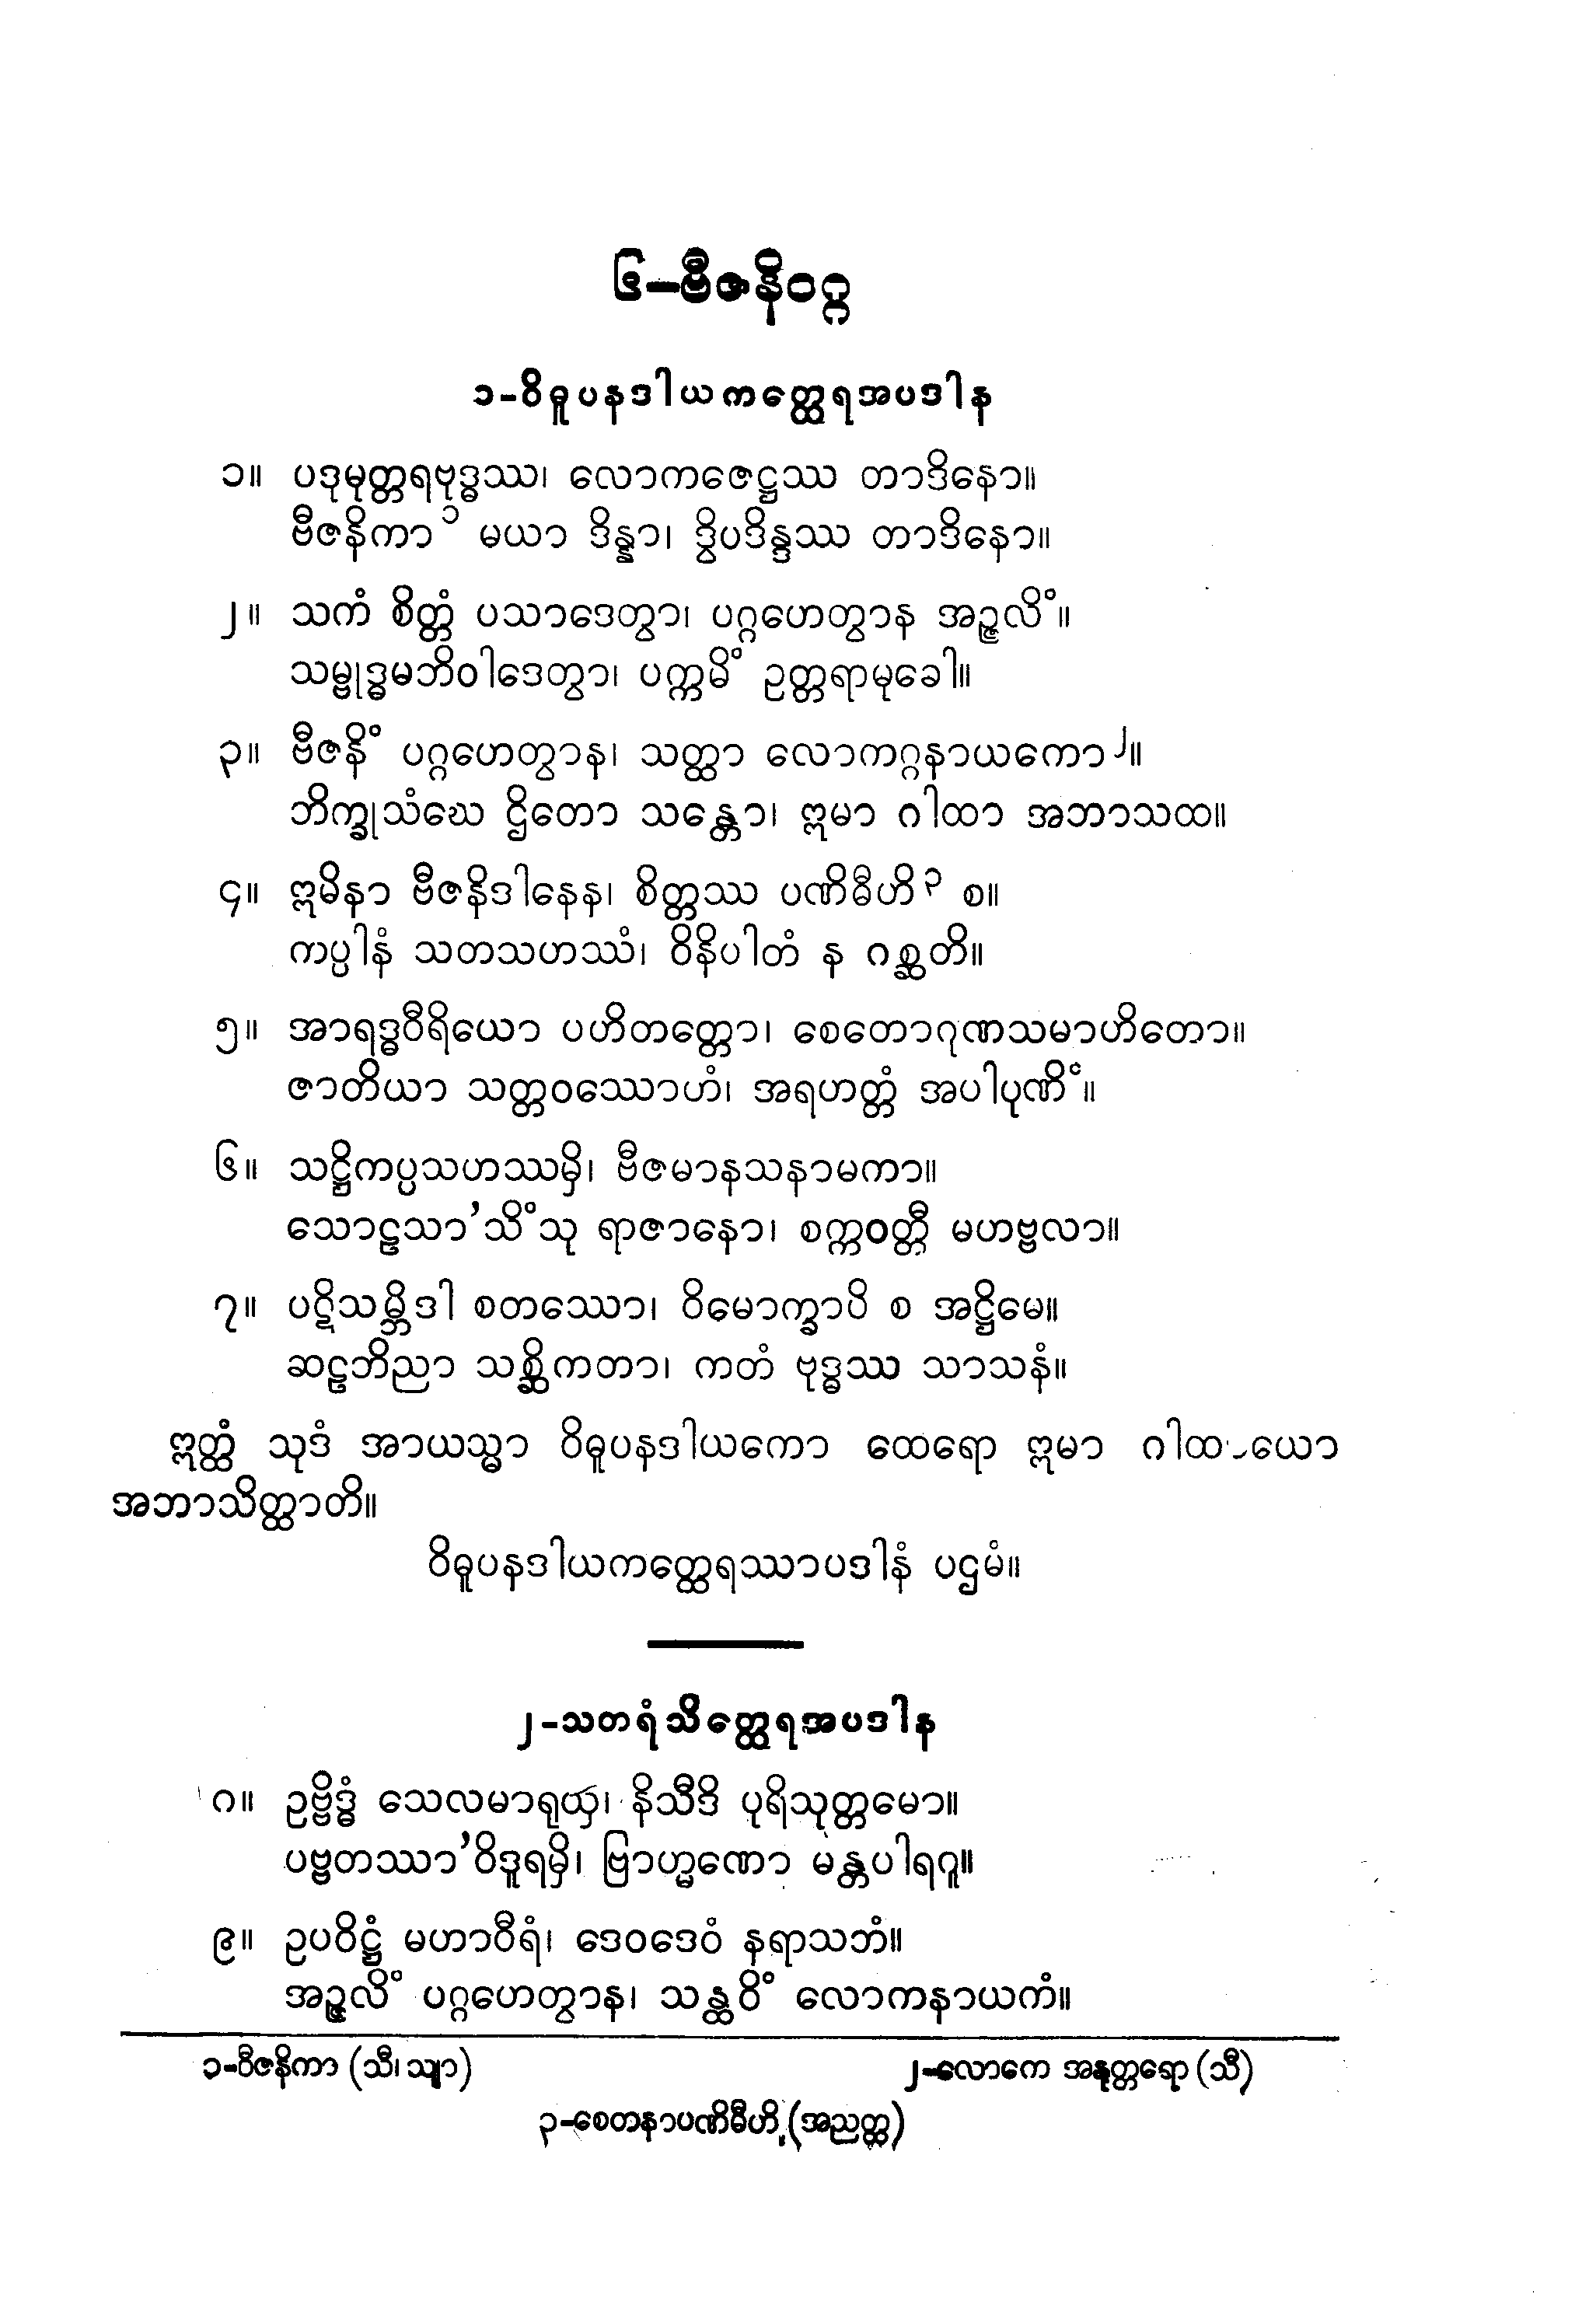 ၆-ဗီဇနိဝဂ္ဂ
၁-ဝိဓူပနဒါယကတ္ထေရအပဒါန
၁။ ပဒုမုတ္တရဗုဒ္ဓဿ၊ လောကဇေဋ္ဌဿ တာဒိနော။
ဗီဇနိကာ ၁ မယာ ဒိန္နာ၊ ဒွိပဒိန္ဒဿ တာဒိနော။
၂။ သကံ စိတ္တံ ပသာဒေတွာ၊ ပဂ္ဂဟေတွာန အဉ္ဇလိံ။
သမ္ဗုဒ္ဓမဘိဝါဒေတွာ၊ ပက္ကမိံ ဥတ္တရာမုခေါ။
၃။ ဗီဇနိံ ပဂ္ဂဟေတွာန၊ သတ္ထာ လောကဂ္ဂနာယကော ၂။
ဘိက္ခုသံဃေ ဌိတော သန္တော၊ ဣမာ ဂါထာ အဘာသထ။
၄။ ဣမိနာ ဗီဇနိဒါနေန၊ စိတ္တဿ ပဏိဓီဟိ ၃ စ။
ကပ္ပါနံ သတသဟဿံ၊ ဝိနိပါတံ န ဂစ္ဆတိ။
၅။ အာရဒ္ဓဝီရိယော ပဟိတတ္တော၊ စေတောဂုဏသမာဟိတော။
ဇာတိယာ သတ္တဝဿောဟံ၊ အရဟတ္တံ အပါပုဏိံ။
၆။ သဋ္ဌိကပ္ပသဟဿမှိ၊ ဗီဇမာနသနာမကာ။
သောဠသာ’သိံသု ရာဇာနော၊ စက္ကဝတ္တီ မဟဗ္ဗလာ။
၇။ ပဋိသမ္ဘိဒါ စတဿော၊ ဝိမောက္ခာပိ စ အဋ္ဌိမေ။
ဆဠဘိညာ သစ္ဆိကတာ၊ ကတံ ဗုဒ္ဓဿ သာသနံ။
ဣတ္ထံ သုဒံ အာယသ္မာ ဝိဓူပနဒါယကော ထေရော ဣမာ ဂါထာယော
အဘာသိတ္ထာတိ။
ဝိဓူပနဒါယကတ္ထေရဿာပဒါနံ ပဌမံ။
၂-သတရံသိတ္ထေရအပဒါန
၈။ ဥဗ္ဗိဒ္ဓံ သေလမာရုယှ၊ နိသီဒိ ပုရိသုတ္တမော။
ပဗ္ဗတဿာ’ဝိဒူရမှိ၊ ဗြာဟ္မဏော မန္တပါရဂူ။
၉။ ဥပဝိဋ္ဌံ မဟာဝီရံ၊ ဒေဝဒေဝံ နရာသဘံ။
အဉ္ဇလိံ ပဂ္ဂဟေတွာန၊ သန္ထဝိံ လောကနာယကံ။
၁-ဝီဇနိကာ (သီ၊ သျာ) ၂-လောကေ အနုတ္တရော (သီ)
၃-စေတနာပဏိဓီဟိ (အညတ္ထ)